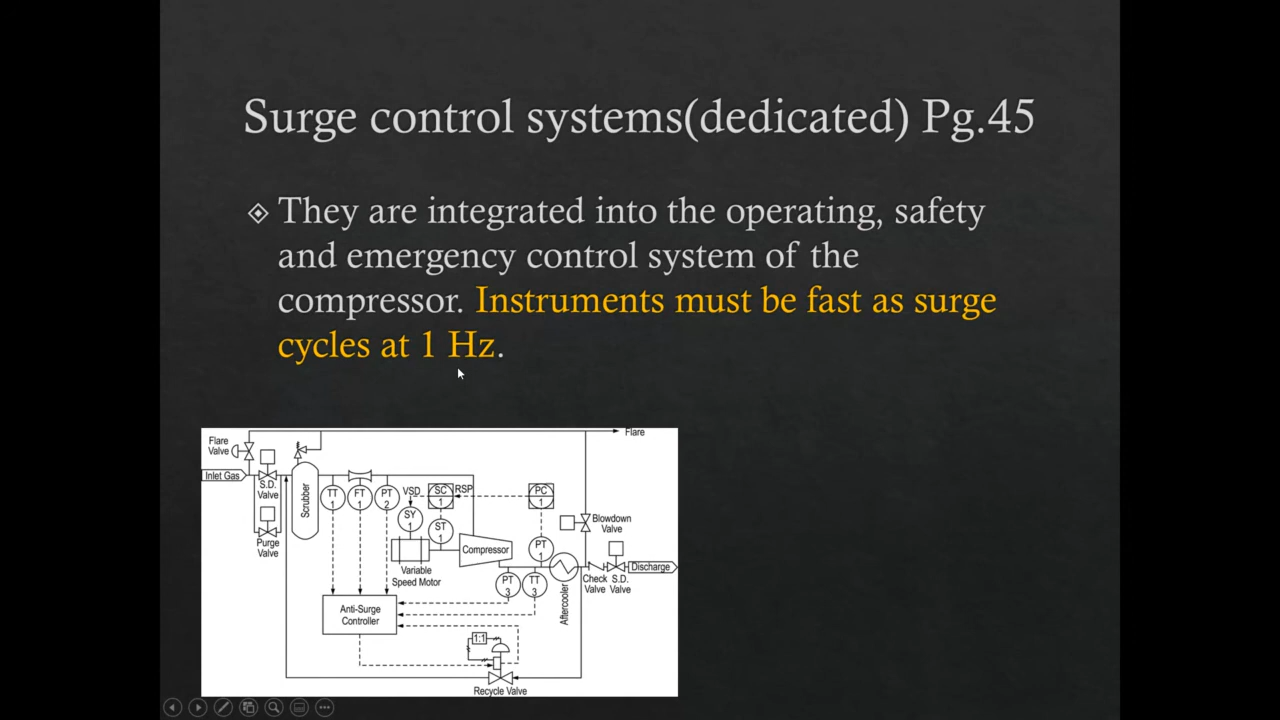 Surge control systems(dedicated) Pg.45
They are integrated into the operating, safety
and emergency control system of the
compressor. Instruments must be fast as surge
cycles at 1 Hz.
Flare
Flare
Valve
Inlet Gas
S.D.
Valve
Purge
Valve
Scrubber
TT
1
FT
1
PT
2
VSD
SC
1
RSP
PC
1
SY
1
ST
1
Variable
Speed Motor
Compressor
PT
1
PT
3
TT
3
Aftercooler
Blowdown
Valve
Check
Valve
S.D.
Valve
Discharge
Anti-Surge
Controller
1:1
Recycle Valve